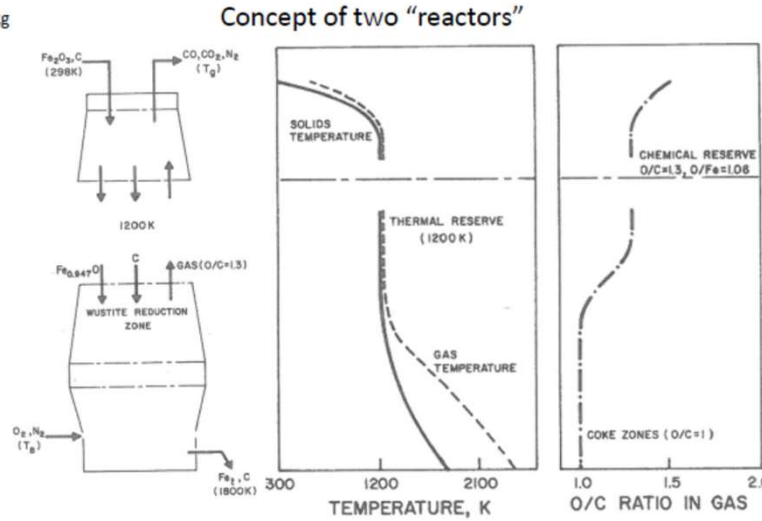 g
Concept of two “reactors”
Fe₂O₃,C
(298K)
CO,CO₂,N₂
(Tg)
1200K
Fe₀.₉₄₇O
C
GAS(O/C=1.3)
WUSTITE REDUCTION
ZONE
O₂,N₂
(TB)
Fel,C
(1800K)
SOLIDS
TEMPERATURE
THERMAL RESERVE
(1200K)
GAS
TEMPERATURE
300
1200
2100
TEMPERATURE, K
CHEMICAL RESERVE
O/C=1.3, O/Fe=1.06
COKE ZONES (O/C=1)
1.0
1.5
2.
O/C RATIO IN GAS